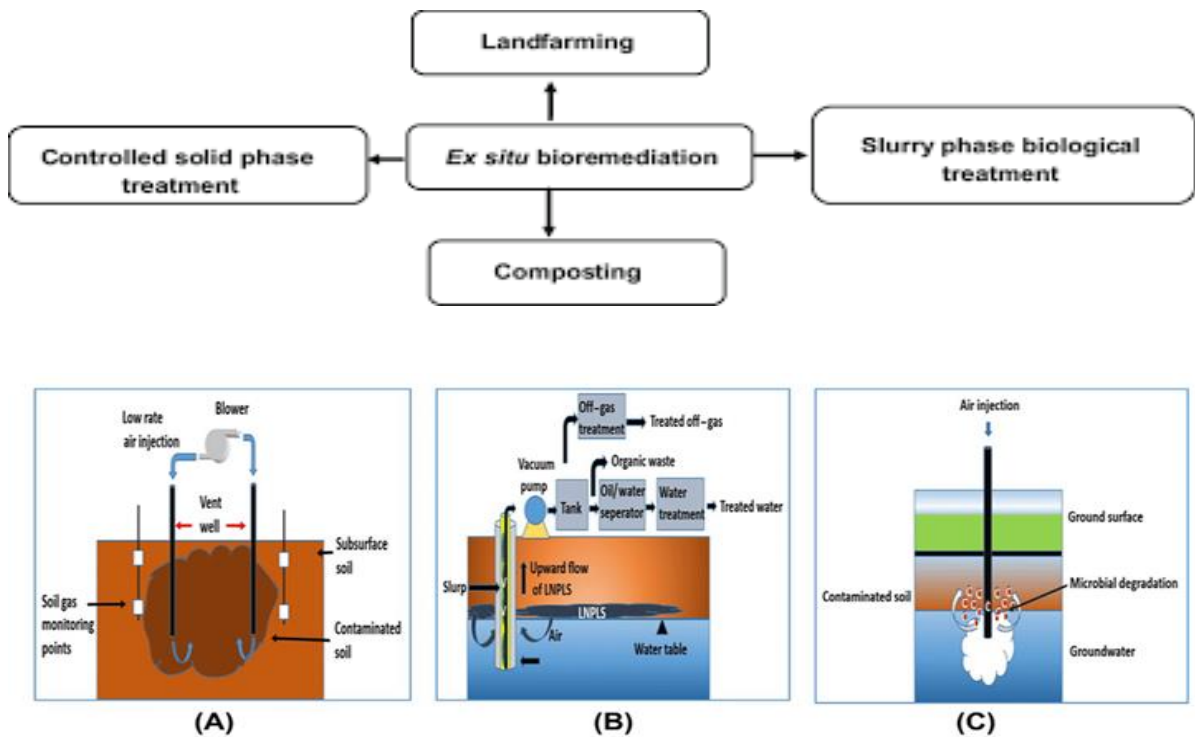 Landfarming
Controlled solid phase
treatment
Ex situ bioremediation
Slurry phase biological
treatment
Composting
Low rate
air injection
Blower
Vent
well
Subsurface
soil
Soil gas
monitoring
points
Contaminated
soil
(A)
Off-gas
treatment
Treated off-gas
Vacuum
pump
Organic waste
Tank
Oil/water
seperator
Water
treatment
Treated water
Slurp
Upward flow
of LNPLS
LNPLS
Air
Water table
(B)
Air injection
Ground surface
Contaminated soil
Microbial degradation
Groundwater
(C)